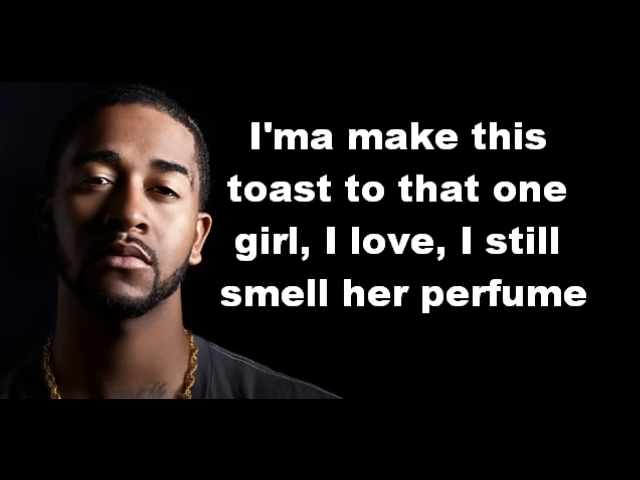 I'ma make this
toast to that one
girl, I love, I still
smell her perfume